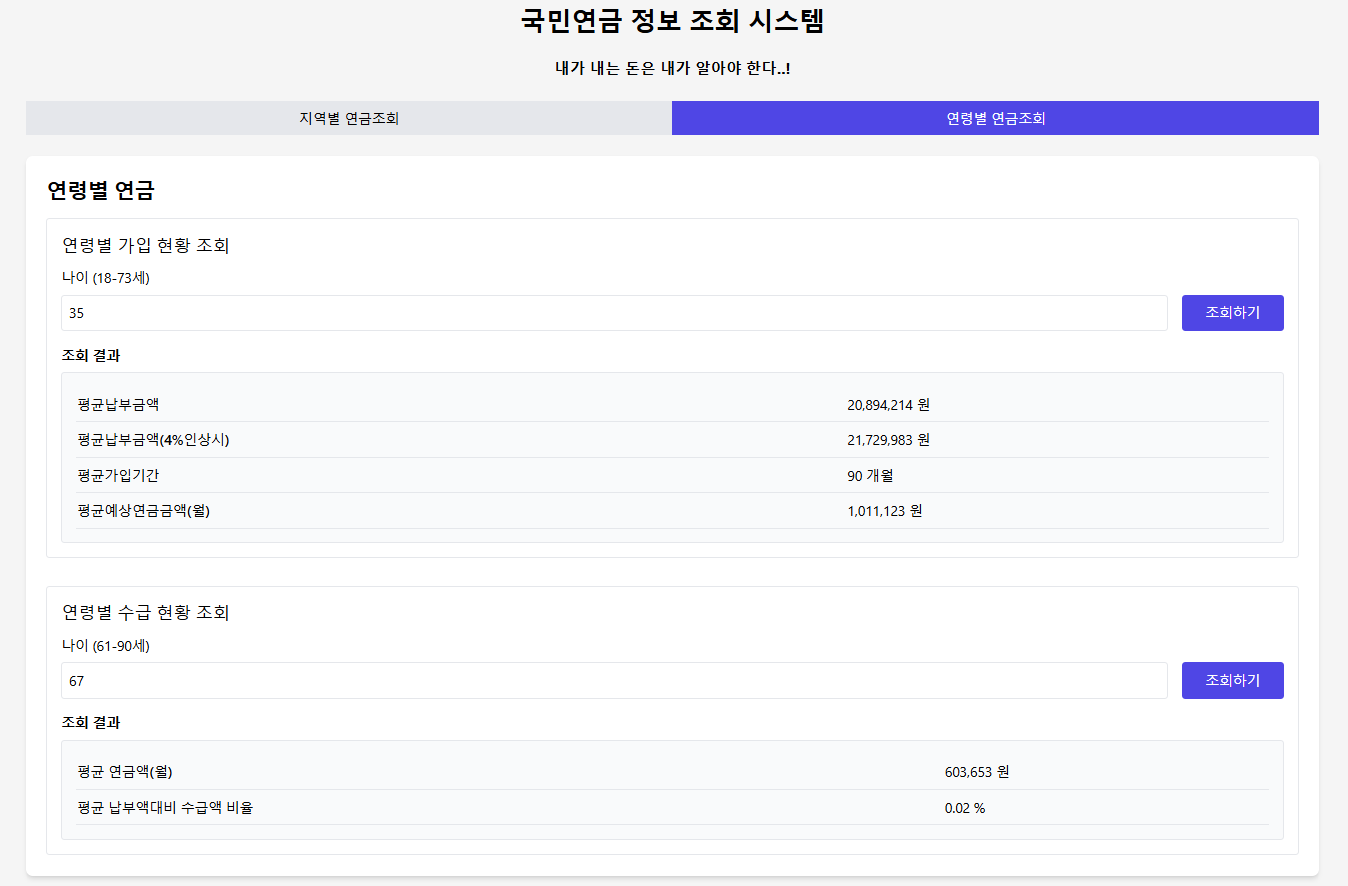 국민연금 정보 조회 시스템
내가 내는 돈은 내가 알아야 한다..!
지역별 연금조회
연령별 연금조회
연령별 연금
연령별 가입 현황 조회
나이 (18-73세)
35
조회하기
조회 결과
평균납부금액 20,894,214 원
평균납부금액(4%인상시) 21,729,983 원
평균가입기간 90 개월
평균예상연금금액(월) 1,011,123 원
연령별 수급 현황 조회
나이 (61-90세)
67
조회하기
조회 결과
평균 연금액(월) 603,653 원
평균 납부액대비 수급액 비율 0.02 %